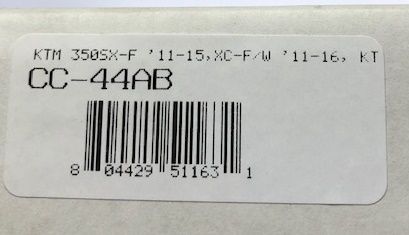 KTM 350SX-F '11-15,XC-F/W '11-16, KT
CC-44AB
8 04429 51163 1